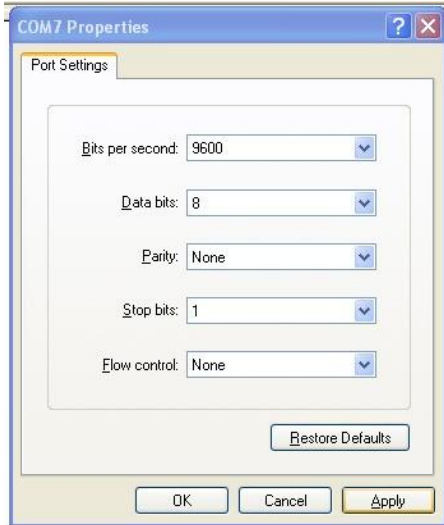 COM7 Properties
Port Settings
Bits per second: 9600
Data bits: 8
Parity: None
Stop bits: 1
Flow control: None
Restore Defaults
OK Cancel Apply